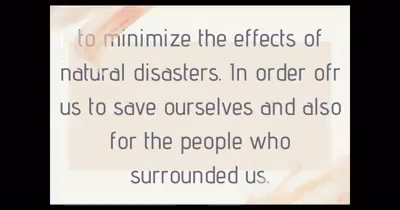 to minimize the effects of
natural disasters. In order ofr
us to save ourselves and also
for the people who
surrounded us.